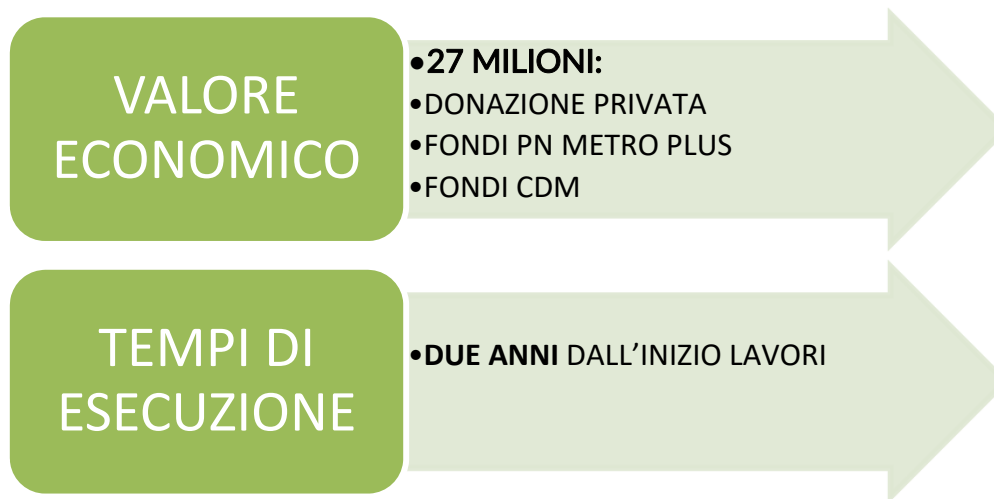 VALORE
ECONOMICO
•27 MILIONI:
•DONAZIONE PRIVATA
•FONDI PN METRO PLUS
•FONDI CDM
TEMPI DI
ESECUZIONE
•DUE ANNI DALL’INIZIO LAVORI